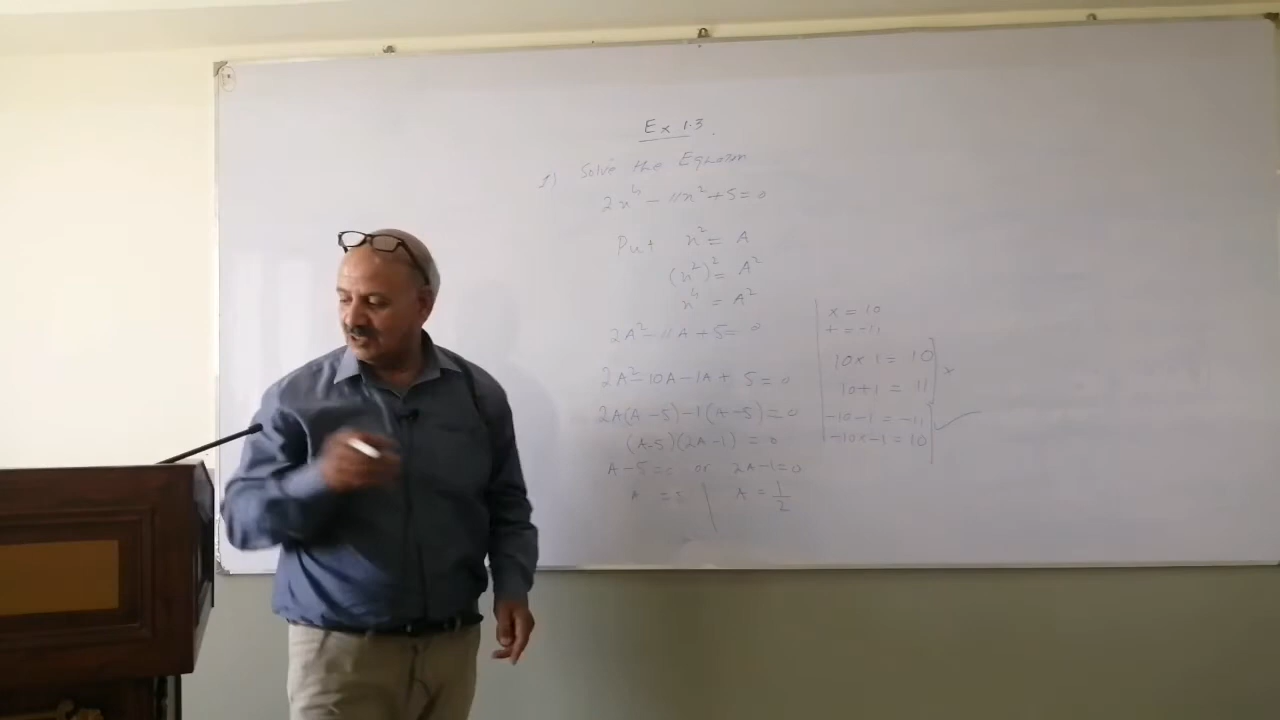 Ex 1.3
1) Solve the Equation
2x⁴ - 11x² + 5 = 0
Put x² = A
(x²)² = A²
x⁴ = A²
2A² - 11A + 5 = 0
2A² - 10A - 1A + 5 = 0
2A(A - 5) - 1(A - 5) = 0
(A - 5)(2A - 1) = 0
A - 5 = 0 or 2A - 1 = 0
A = 5 A = 1/2
x = 10
+ = -11
10 x 1 = 10
10 + 1 = 11
-10 - 1 = -11
-10 x -1 = 10